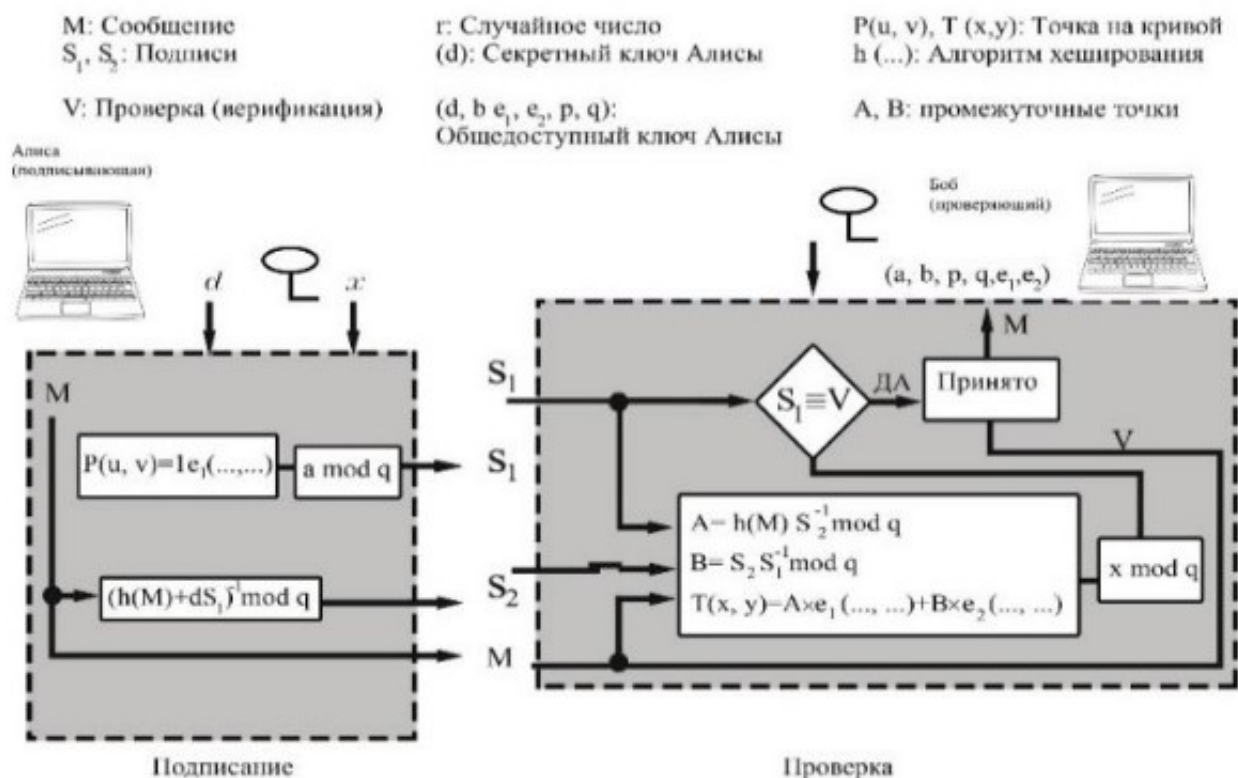 M: Сообщение
r: Случайное число
P(u, v), T (x,y): Точка на кривой
S₁, S₂: Подписи
(d): Секретный ключ Алисы
h (...): Алгоритм хеширования
V: Проверка (верификация)
(d, b e₁, e₂, p, q):
Общедоступный ключ Алисы
A, B: промежуточные точки
Алиса
(подписывающая)
Боб
(проверяющий)
d
x
(a, b, p, q,e₁,e₂)
M
M
S₁
S₁≡V
ДА
Принято
V
P(u, v)=1e₁(...,...)
a mod q
S₁
A= h(M) S₂⁻¹mod q
B= S₂ S₁⁻¹mod q
T(x, y)=A×e₁(..., ...)+B×e₂(..., ...)
x mod q
(h(M)+dS₁)⁻¹mod q
S₂
M
Подписание
Проверка